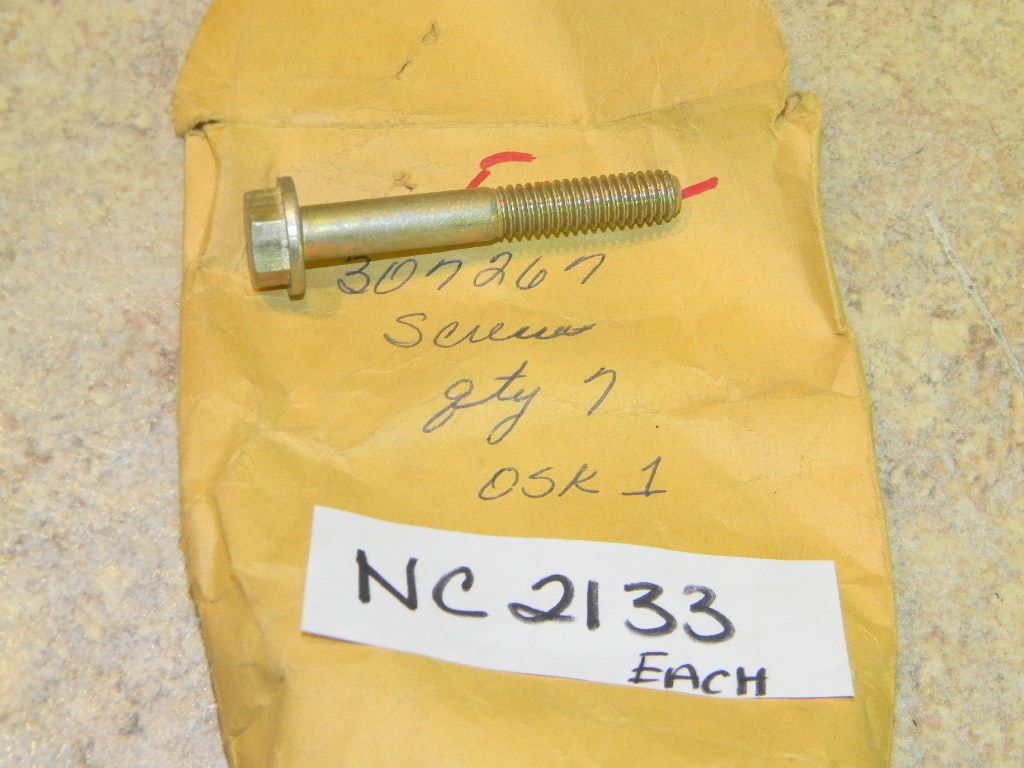 307267
Screw
qty 7
OSK 1
NC 2133
EACH